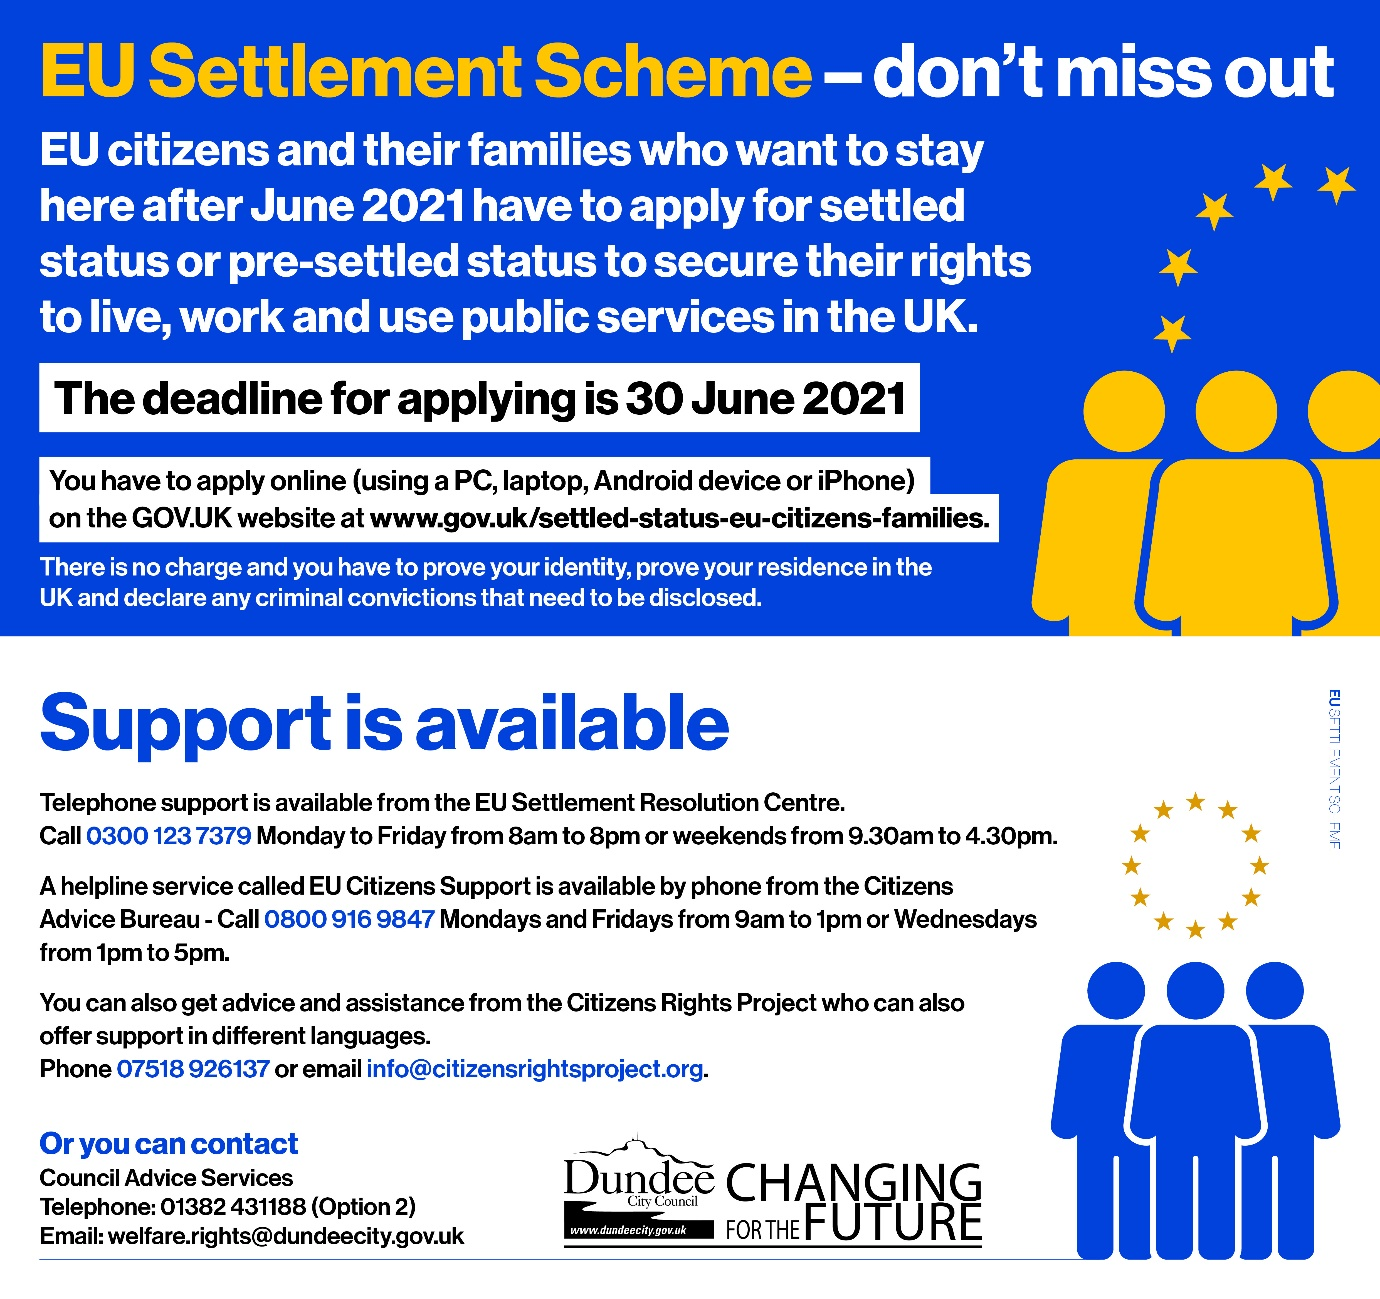 EU Settlement Scheme – don’t miss out
EU citizens and their families who want to stay
here after June 2021 have to apply for settled
status or pre-settled status to secure their rights
to live, work and use public services in the UK.
The deadline for applying is 30 June 2021
You have to apply online (using a PC, laptop, Android device or iPhone)
on the GOV.UK website at www.gov.uk/settled-status-eu-citizens-families.
There is no charge and you have to prove your identity, prove your residence in the
UK and declare any criminal convictions that need to be disclosed.
Support is available
EU SETTLEMENT SCHEME
Telephone support is available from the EU Settlement Resolution Centre.
Call 0300 123 7379 Monday to Friday from 8am to 8pm or weekends from 9.30am to 4.30pm.
A helpline service called EU Citizens Support is available by phone from the Citizens
Advice Bureau - Call 0800 916 9847 Mondays and Fridays from 9am to 1pm or Wednesdays
from 1pm to 5pm.
You can also get advice and assistance from the Citizens Rights Project who can also
offer support in different languages.
Phone 07518 926137 or email info@citizensrightsproject.org.
Or you can contact
Council Advice Services
Telephone: 01382 431188 (Option 2)
Email: welfare.rights@dundeecity.gov.uk
Dundee
City Council
www.dundeecity.gov.uk
CHANGING
FOR THE FUTURE